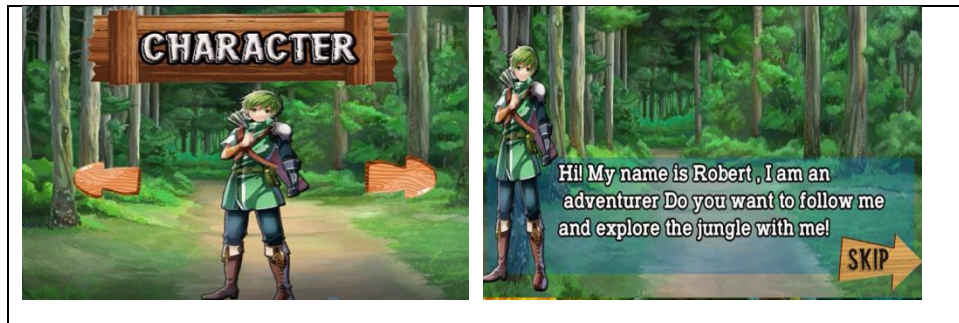 CHARACTER
Hi! My name is Robert , I am an
adventurer Do you want to follow me
and explore the jungle with me!
SKIP